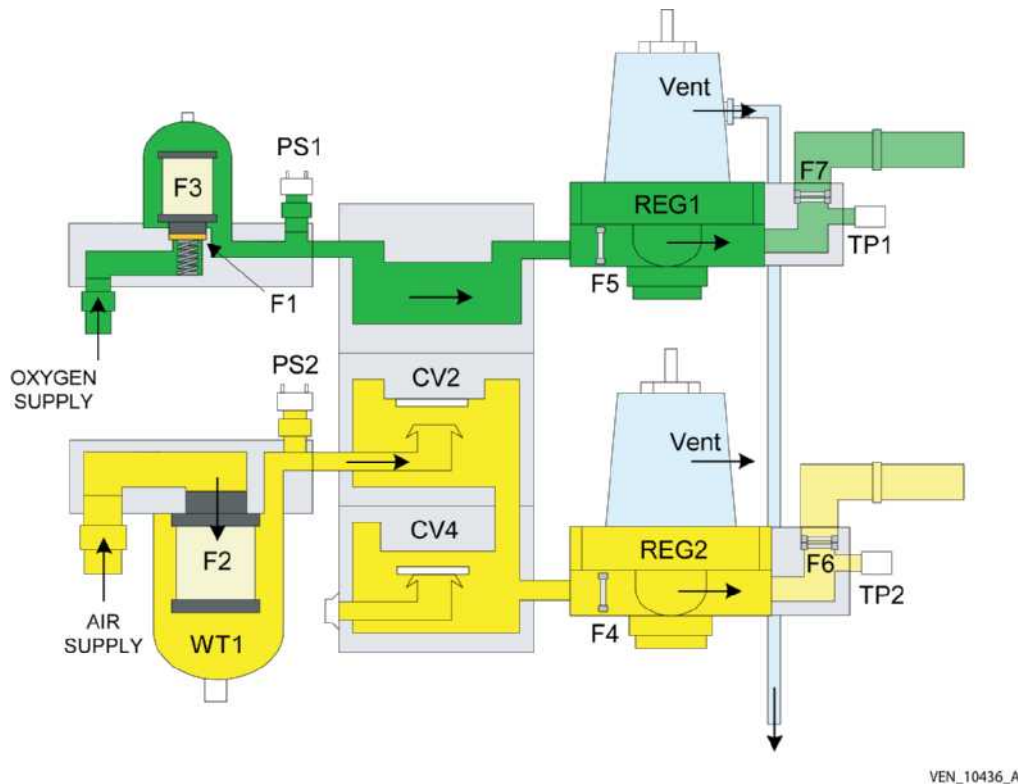 Vent
PS1
F3
F7
REG1
TP1
F5
F1
OXYGEN
SUPPLY
PS2
CV2
Vent
CV4
REG2
F2
F6
TP2
F4
AIR
SUPPLY
WT1
VEN_10436_A